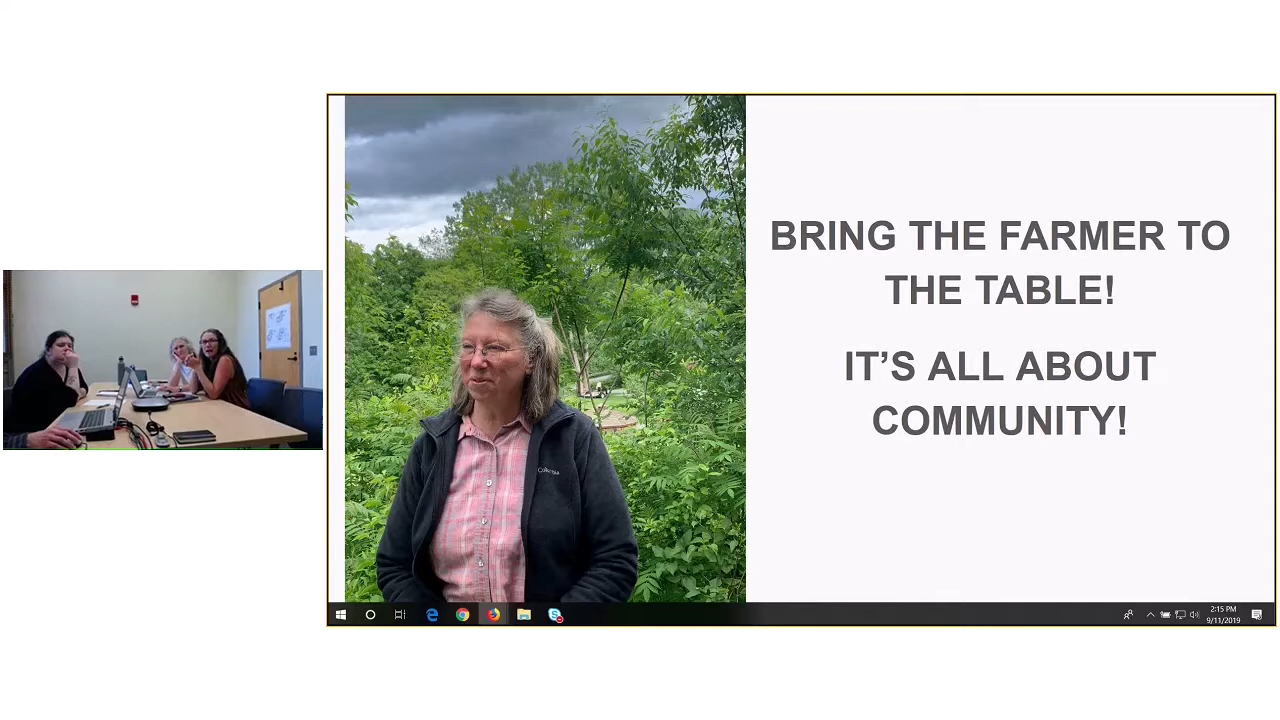 BRING THE FARMER TO
THE TABLE!
IT’S ALL ABOUT
COMMUNITY!
Columbia
2:15 PM
9/11/2019